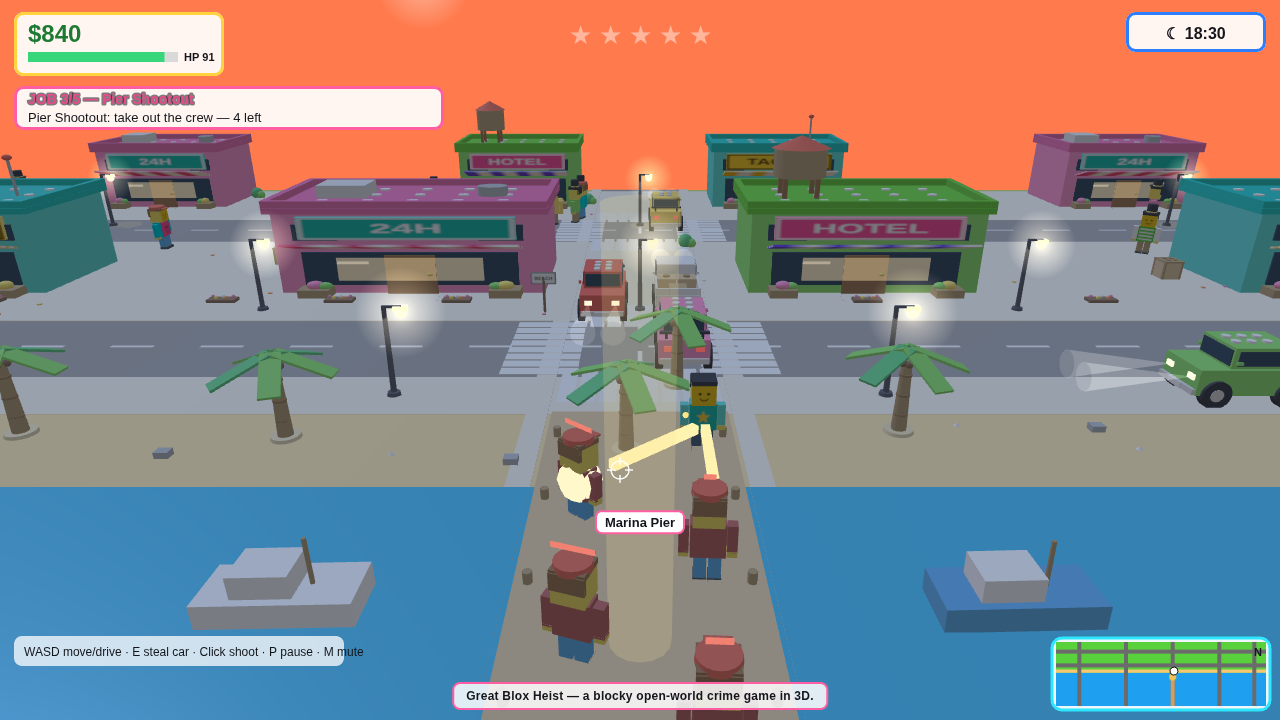 $840
HP 91
☾ 18:30
JOB 3/5 — Pier Shootout
Pier Shootout: take out the crew — 4 left
24H
HOTEL
24H
24H
HOTEL
Marina Pier
WASD move/drive · E steal car · Click shoot · P pause · M mute
N
Great Blox Heist — a blocky open-world crime game in 3D.